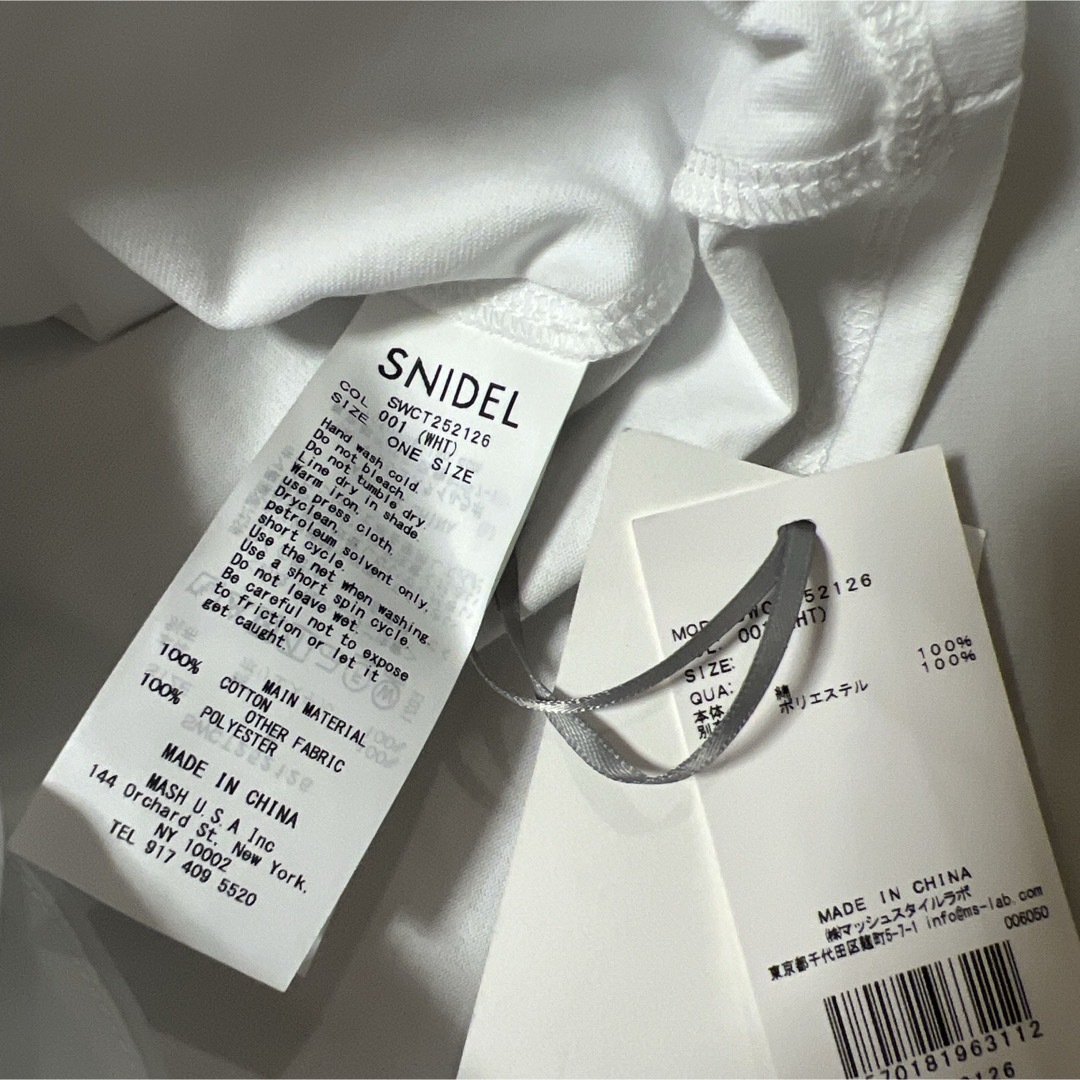 SNIDEL
SWCT252126
COL 001 (WHT)
SIZE ONE SIZE
Hand wash cold.
Do not bleach.
Do not tumble dry.
Line dry in shade.
Warm iron.
use press cloth.
Dryclean,
petroleum solvent only,
short cycle.
Use the net when washing.
Use a short spin cycle.
Do not leave wet.
Be careful not to expose
to friction or let it
get caught.
MAIN MATERIAL
100% COTTON
OTHER FABRIC
100% POLYESTER
MADE IN CHINA
MASH U.S.A Inc
144 Orchard St. New York.
NY 10002
TEL 917 409 5520
52126
001
SIZE:
QUA:
本体 綿 100%
ポリエステル 100%
MADE IN CHINA
㈱マッシュスタイルラボ
東京都千代田区麹町5-7-1 info@ms-lab.com
006050
570181963112